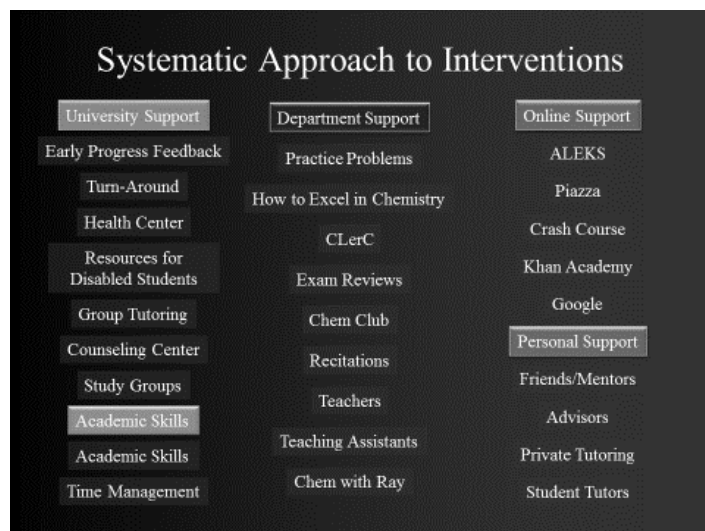 Systematic Approach to Interventions
University Support
Early Progress Feedback
Turn-Around
Health Center
Resources for
Disabled Students
Group Tutoring
Counseling Center
Study Groups
Academic Skills
Academic Skills
Time Management
Department Support
Practice Problems
How to Excel in Chemistry
CLerC
Exam Reviews
Chem Club
Recitations
Teachers
Teaching Assistants
Chem with Ray
Online Support
ALEKS
Piazza
Crash Course
Khan Academy
Google
Personal Support
Friends/Mentors
Advisors
Private Tutoring
Student Tutors